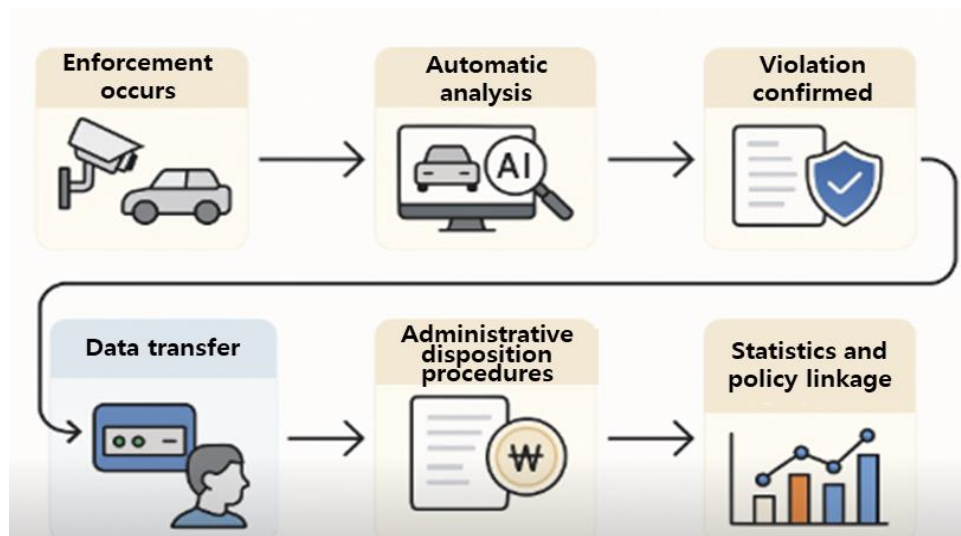 Enforcement
occurs
Automatic
analysis
Violation
confirmed
AI
Data transfer
Administrative
disposition
procedures
Statistics and
policy linkage
₩